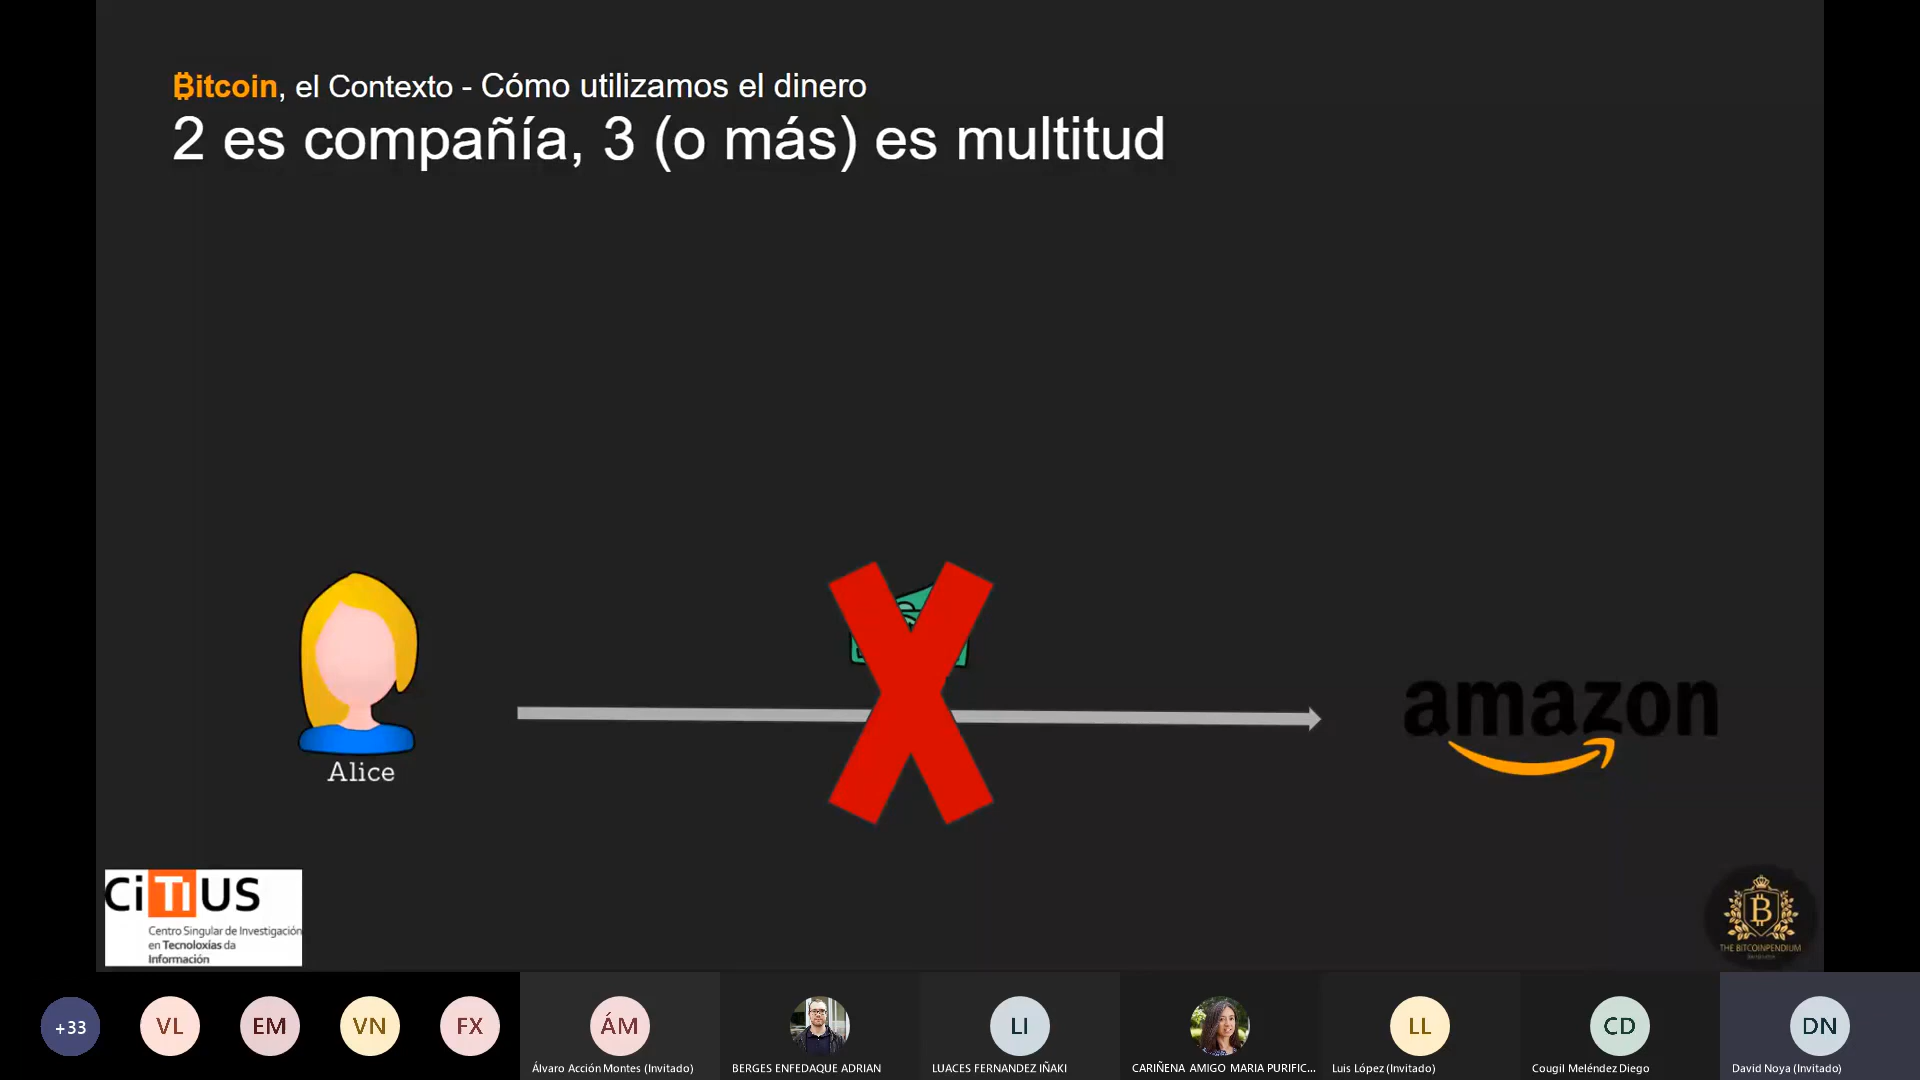 ₿itcoin, el Contexto - Cómo utilizamos el dinero
2 es compañía, 3 (o más) es multitud
Alice
amazon
CiTIUS
Centro Singular de Investigación
en Tecnoloxías da
Información
B
THE BITCOINPENDIUM
+33
VL
EM
VN
FX
ÁM
LI
LL
CD
DN
Álvaro Acción Montes (Invitado)
BERGES ENFEDAQUE ADRIAN
LUACES FERNANDEZ IÑAKI
CARIÑENA AMIGO MARIA PURIFIC...
Luis López (Invitado)
Cougil Meléndez Diego
David Noya (Invitado)